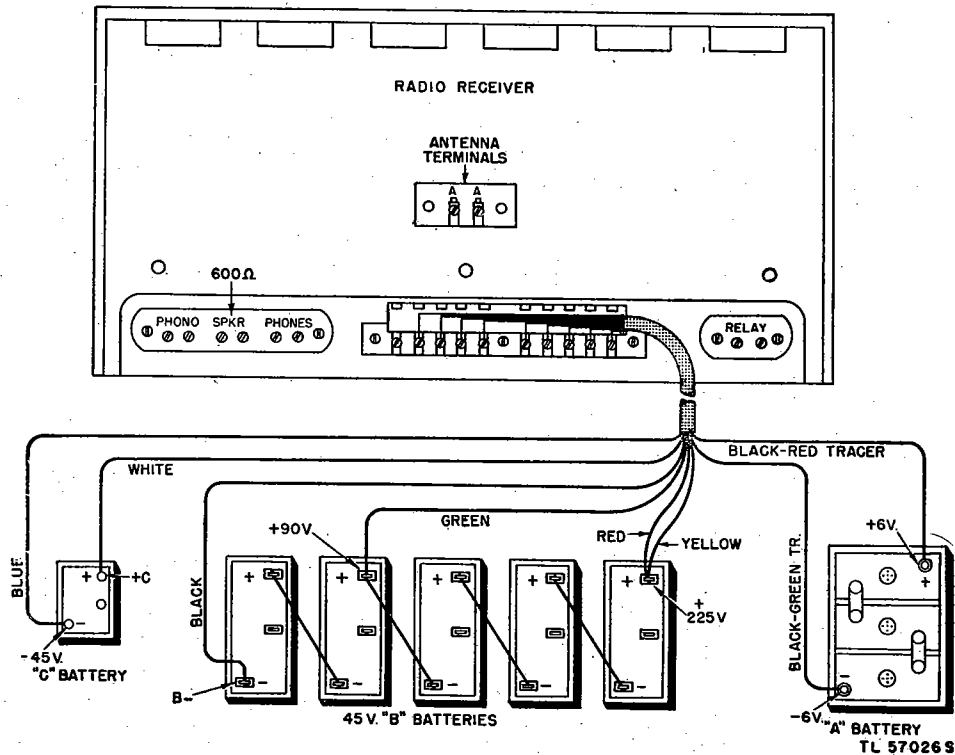 RADIO RECEIVER
ANTENNA
TERMINALS
A A
600Ω
PHONO SPKR PHONES
RELAY
BLACK-RED TRACER
WHITE
GREEN
+90V
RED
YELLOW
+6V.
BLUE
+ +C
BLACK
+ + + + +
+
225V
BLACK-GREEN TR.
+
-
-45V.
"C" BATTERY
B-
- - - - -
45 V. "B" BATTERIES
-
-6V.
"A" BATTERY
TL 57026 S